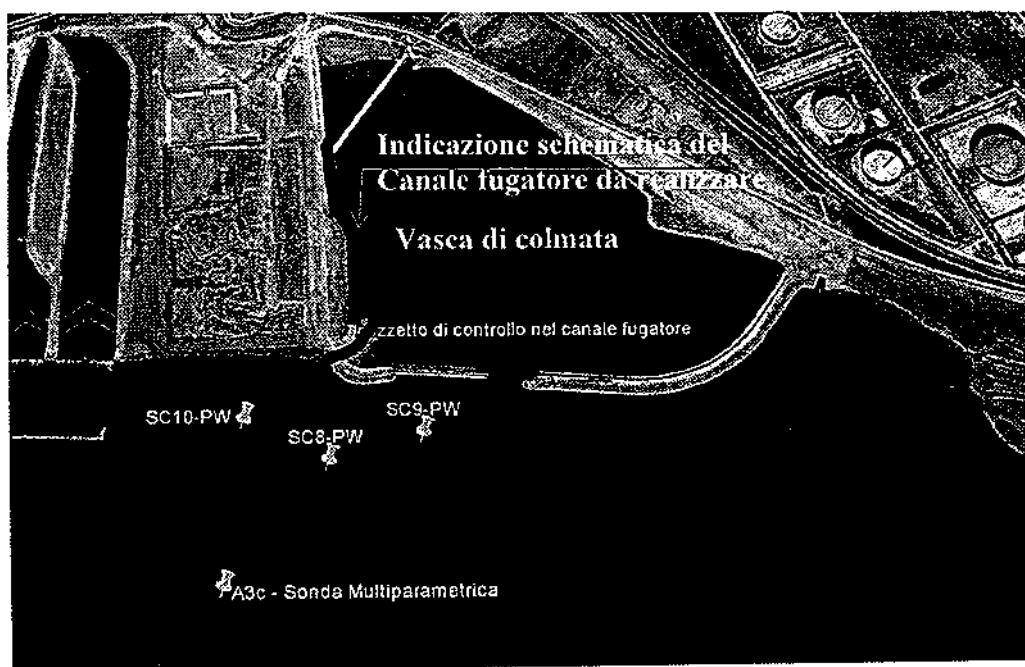 Indicazione schematica del
Canale fugatore da realizzare
Vasca di colmata
zzetto di controllo nel canale fugatore
SC10-PW
SC9-PW
SC8-PW
A3c - Sonda Multiparametrica